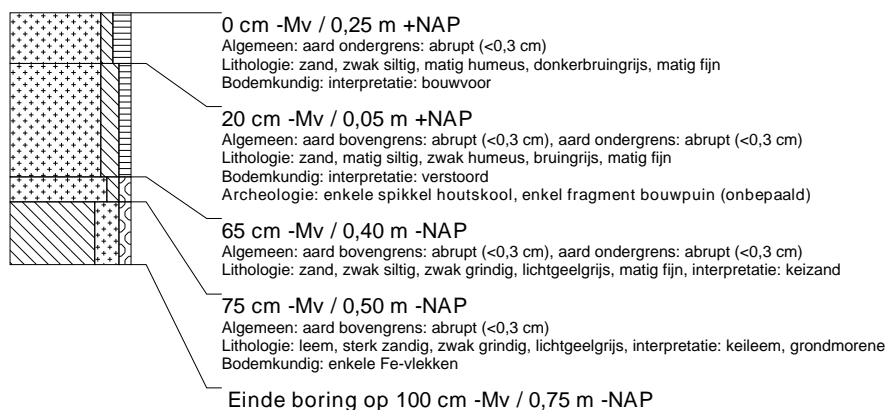 0 cm -Mv / 0,25 m +NAP
Algemeen: aard ondergrens: abrupt (<0,3 cm)
Lithologie: zand, zwak siltig, matig humeus, donkerbruingrijs, matig fijn
Bodemkundig: interpretatie: bouwvoor
20 cm -Mv / 0,05 m +NAP
Algemeen: aard bovengrens: abrupt (<0,3 cm), aard ondergrens: abrupt (<0,3 cm)
Lithologie: zand, matig siltig, zwak humeus, bruingrijs, matig fijn
Bodemkundig: interpretatie: verstoord
Archeologie: enkele spikkel houtskool, enkel fragment bouwpuin (onbepaald)
65 cm -Mv / 0,40 m -NAP
Algemeen: aard bovengrens: abrupt (<0,3 cm), aard ondergrens: abrupt (<0,3 cm)
Lithologie: zand, zwak siltig, zwak grindig, lichtgeelgrijs, matig fijn, interpretatie: keizand
75 cm -Mv / 0,50 m -NAP
Algemeen: aard bovengrens: abrupt (<0,3 cm)
Lithologie: leem, sterk zandig, zwak grindig, lichtgeelgrijs, interpretatie: keileem, grondmorene
Bodemkundig: enkele Fe-vlekken
Einde boring op 100 cm -Mv / 0,75 m -NAP